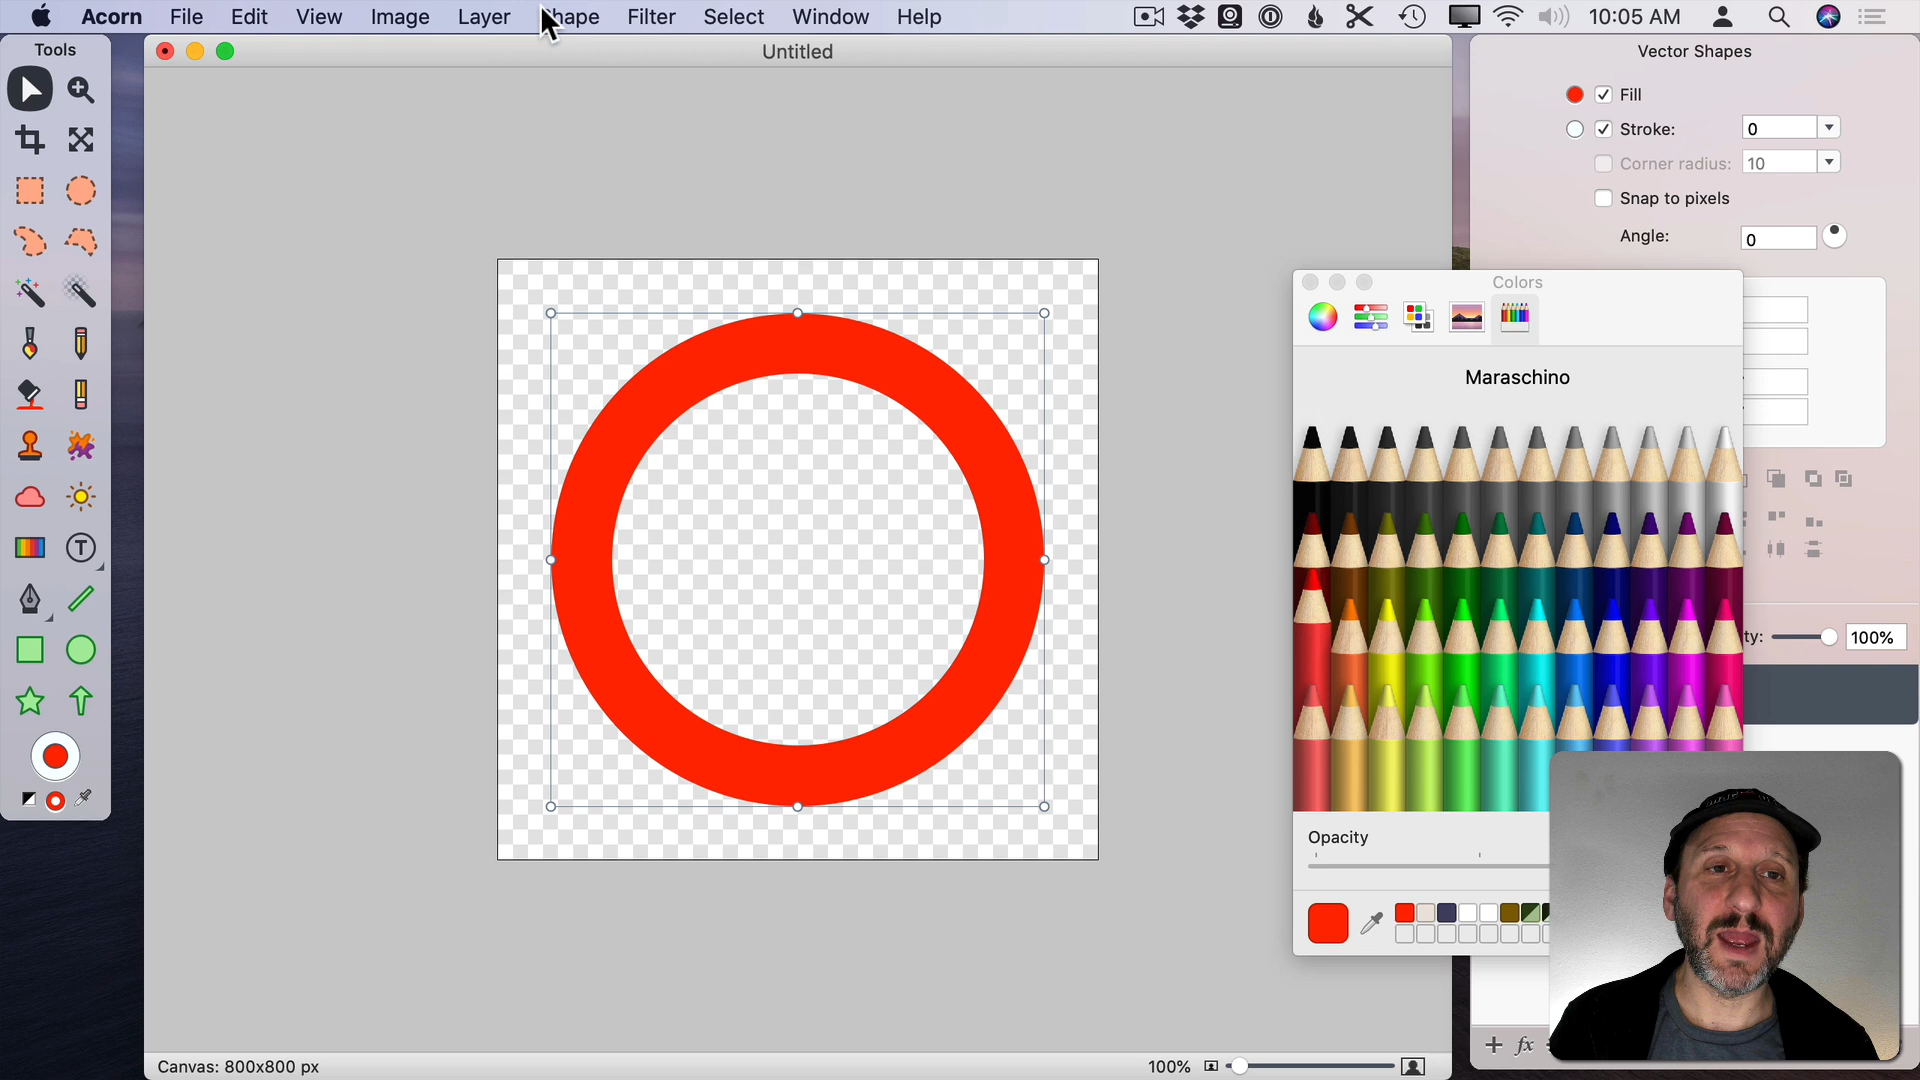 Acorn File Edit View Image Layer Shape Filter Select Window Help 10:05 AM
Tools
Untitled
Vector Shapes
Fill
Stroke: 0
Corner radius: 10
Snap to pixels
Angle: 0
Colors
Maraschino
100%
Opacity
T
fx
Canvas: 800x800 px
100%